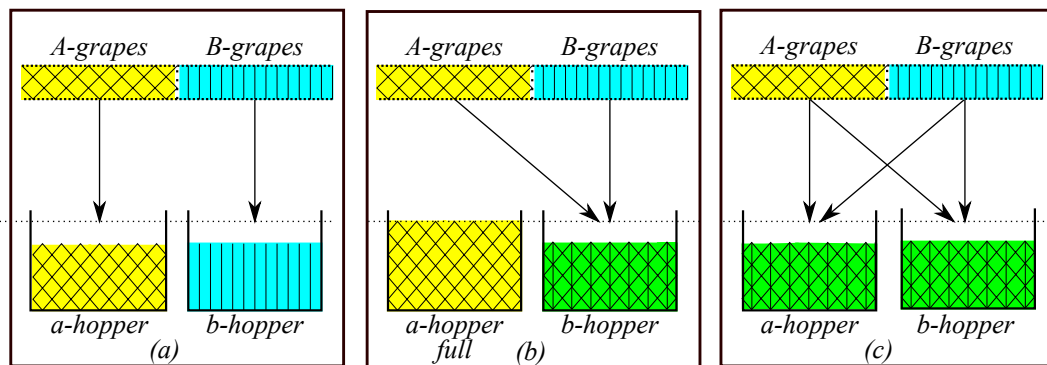 A-grapes B-grapes
a-hopper b-hopper
(a)
A-grapes B-grapes
a-hopper b-hopper
full (b)
A-grapes B-grapes
a-hopper b-hopper
(c)